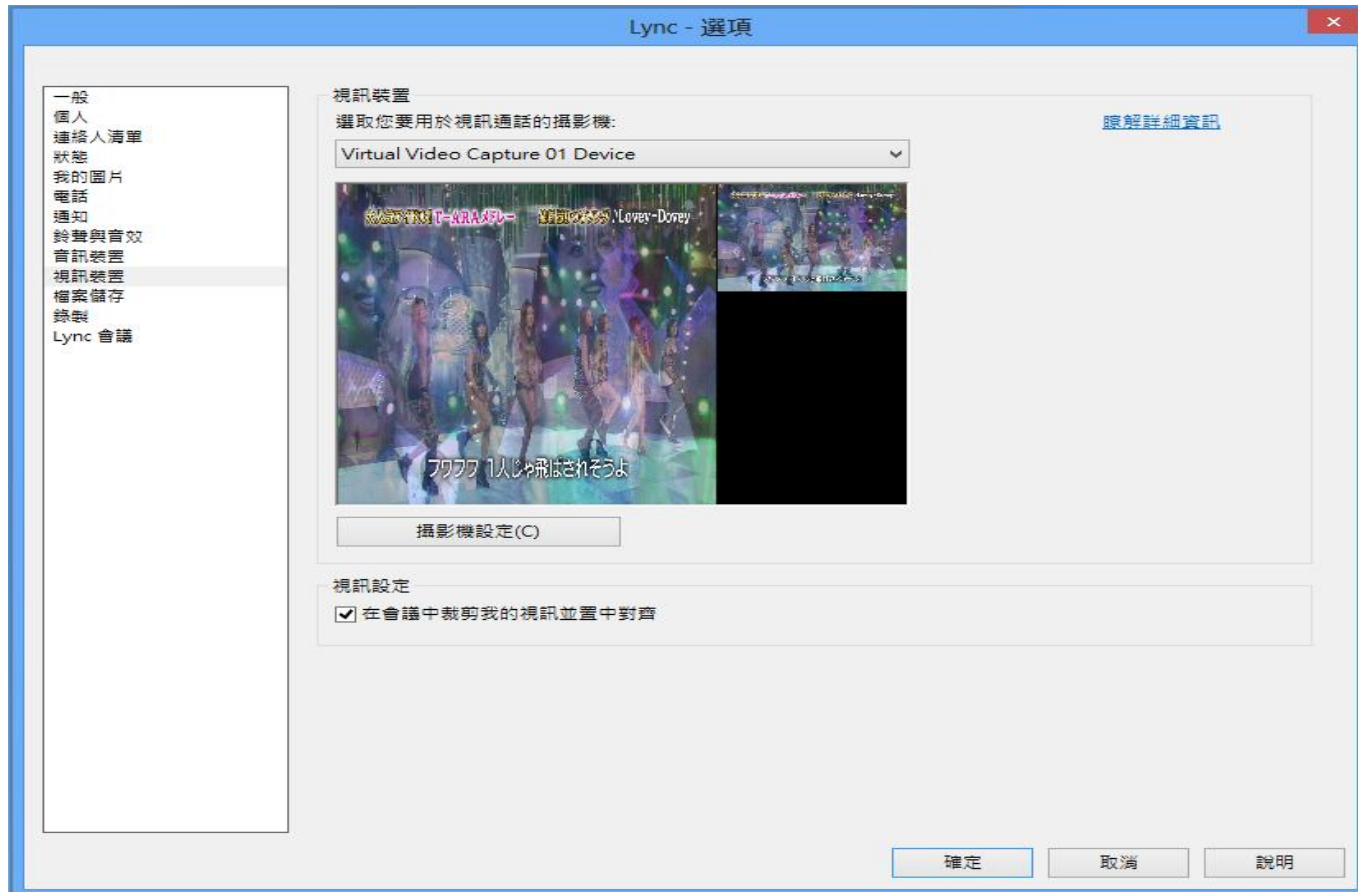 Lync - 選項
一般
個人
連絡人清單
狀態
我的圖片
電話
通知
鈴聲與音效
音訊裝置
視訊裝置
檔案儲存
錄製
Lync 會議
視訊裝置
選取您要用於視訊通話的攝影機:
瞭解詳細資訊
Virtual Video Capture 01 Device
T-ARAメドレー
Lovey-Dovey
フワフワ 1人じゃ飛ばされそうよ
攝影機設定(C)
視訊設定
在會議中裁剪我的視訊並置中對齊
確定
取消
說明